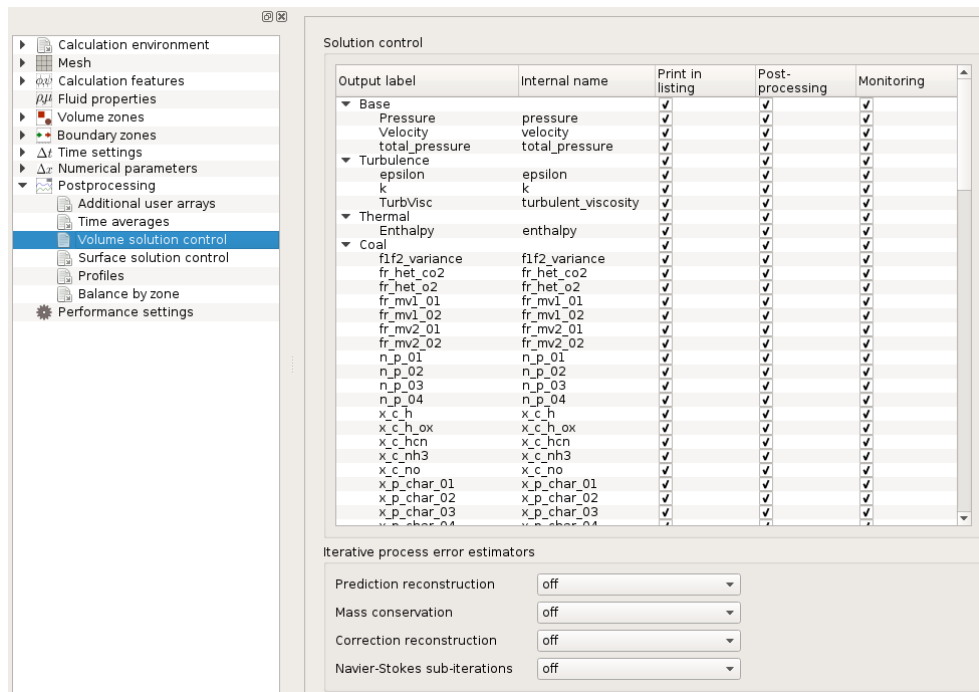 Calculation environment
Mesh
Calculation features
Fluid properties
Volume zones
Boundary zones
Δt Time settings
Δx Numerical parameters
Postprocessing
Additional user arrays
Time averages
Volume solution control
Surface solution control
Profiles
Balance by zone
Performance settings
Solution control
Output label Internal name Print in listing Post-processing Monitoring
Base
Pressure pressure
Velocity velocity
total_pressure total_pressure
Turbulence
epsilon epsilon
k k
TurbVisc turbulent_viscosity
Thermal
Enthalpy enthalpy
Coal
f1f2_variance f1f2_variance
fr_het_co2 fr_het_co2
fr_het_o2 fr_het_o2
fr_mv1_01 fr_mv1_01
fr_mv1_02 fr_mv1_02
fr_mv2_01 fr_mv2_01
fr_mv2_02 fr_mv2_02
n_p_01 n_p_01
n_p_02 n_p_02
n_p_03 n_p_03
n_p_04 n_p_04
x_c_h x_c_h
x_c_h_ox x_c_h_ox
x_c_hcn x_c_hcn
x_c_nh3 x_c_nh3
x_c_no x_c_no
x_p_char_01 x_p_char_01
x_p_char_02 x_p_char_02
x_p_char_03 x_p_char_03
x_p_char_04 x_p_char_04
Iterative process error estimators
Prediction reconstruction off
Mass conservation off
Correction reconstruction off
Navier-Stokes sub-iterations off